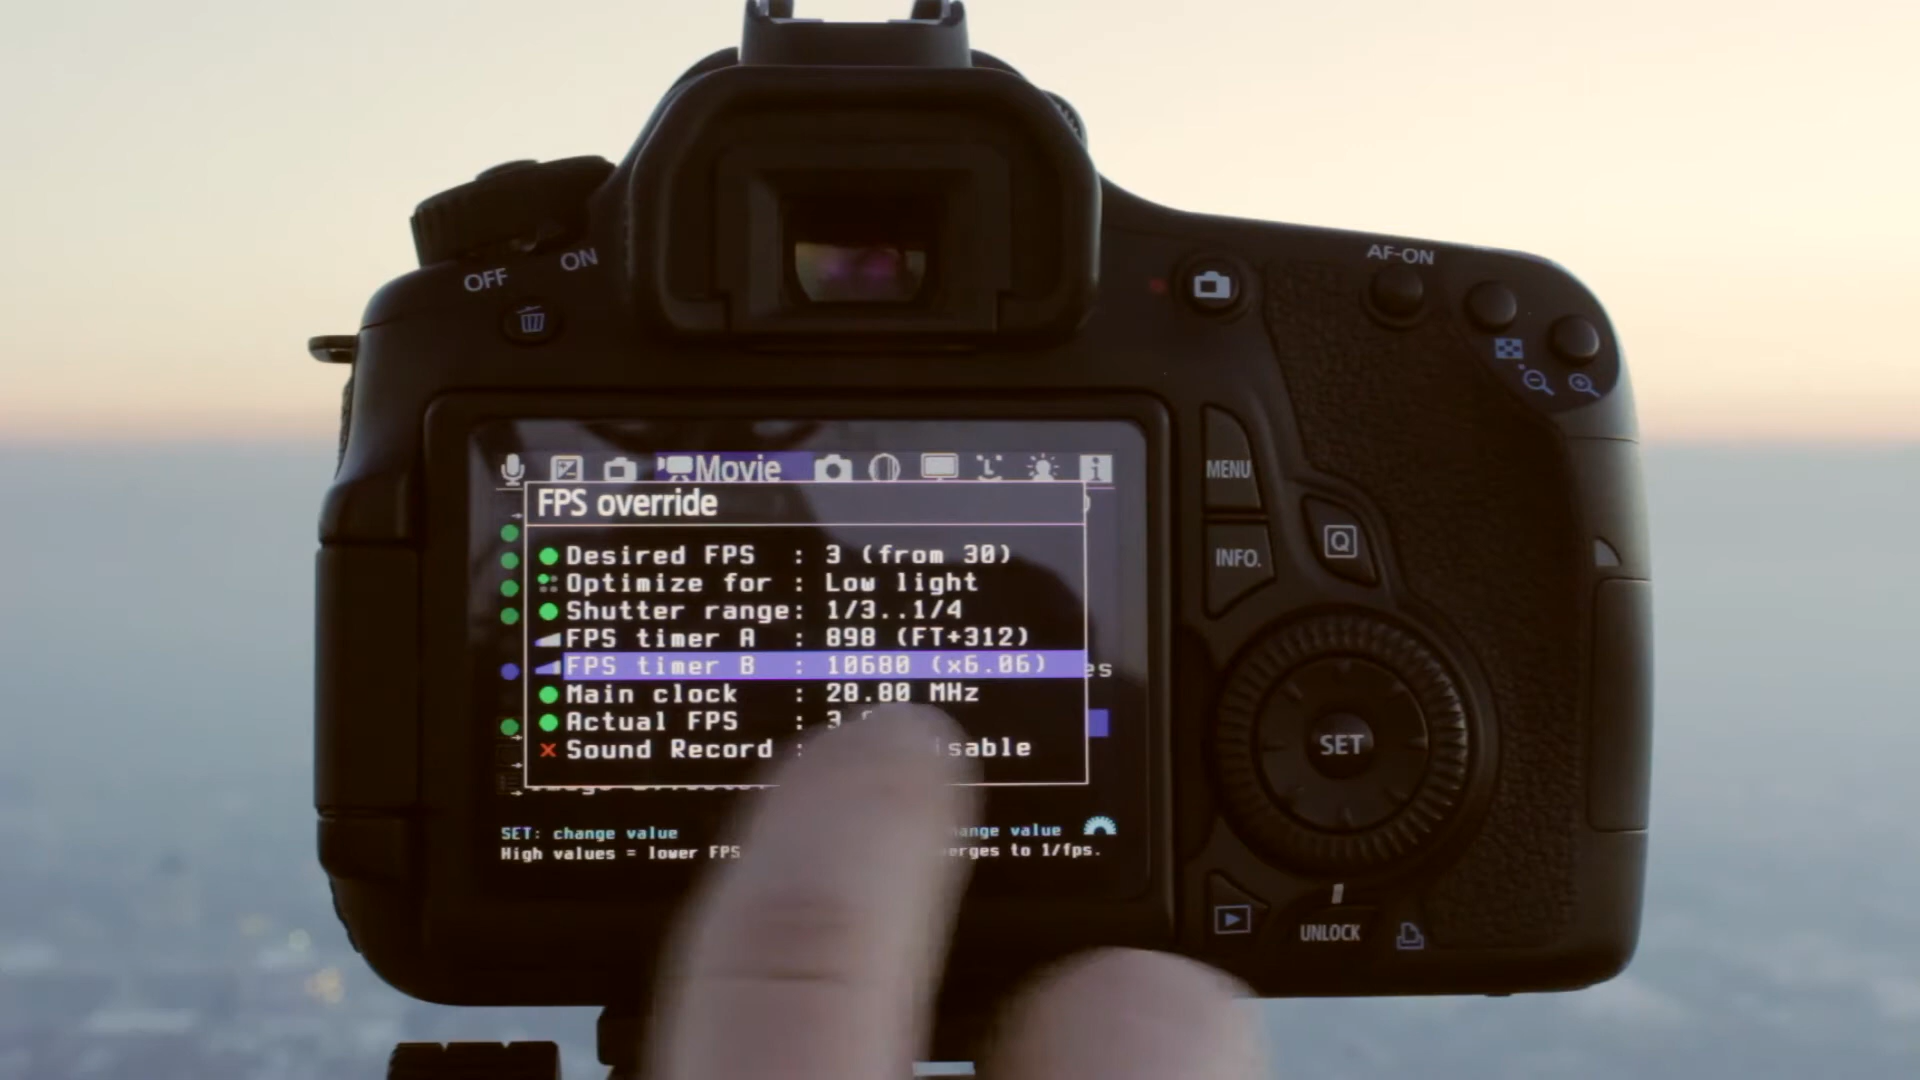 OFF ON
AF-ON
Movie
FPS override
Desired FPS : 3 (from 30)
Optimize for : Low light
Shutter range: 1/3..1/4
FPS timer A : 898 (FT+312)
FPS timer B : 10680 (x6.06)
Main clock : 28.80 MHz
Actual FPS : 3
Sound Record :
SET: change value
value
High values = lower FPS
to 1/fps.
MENU
Q
INFO.
SET
UNLOCK